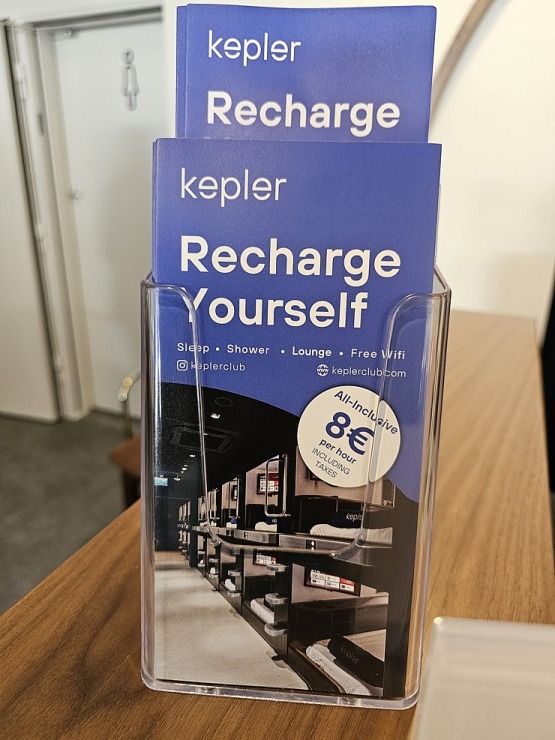 kepler
Recharge
kepler
Recharge
Yourself
Sleep • Shower • Lounge • Free Wifi
keplerclub
keplerclub.com
All-Inclusive
8€
per hour
INCLUDING
TAXES
kepler
kepler